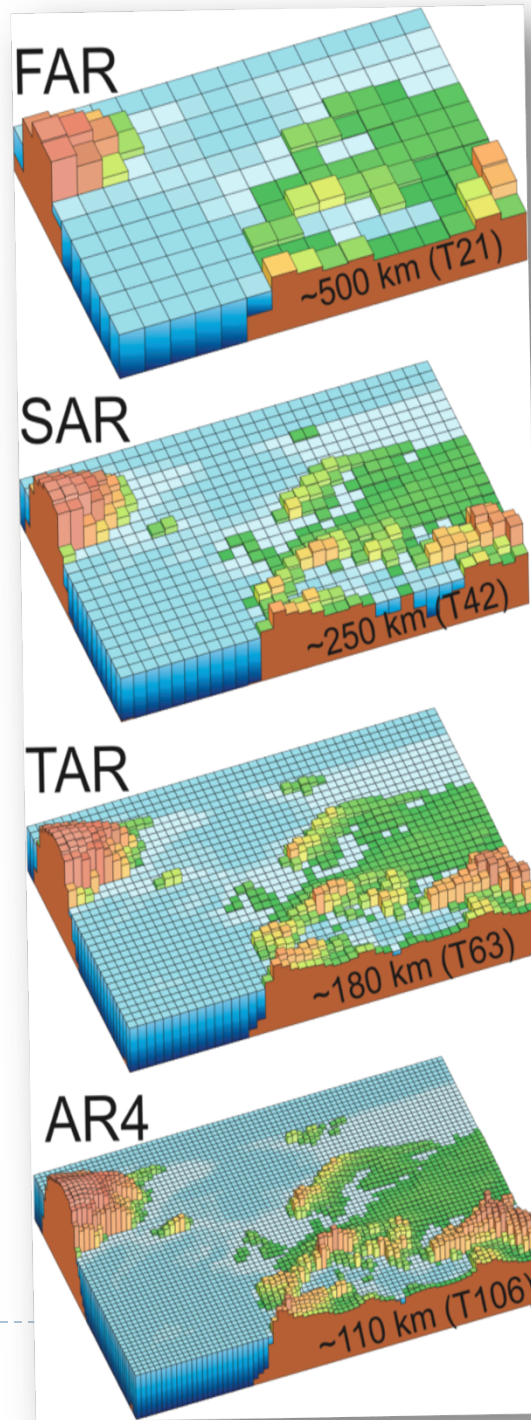 FAR
~500 km (T21)
SAR
~250 km (T42)
TAR
~180 km (T63)
AR4
~110 km (T106)